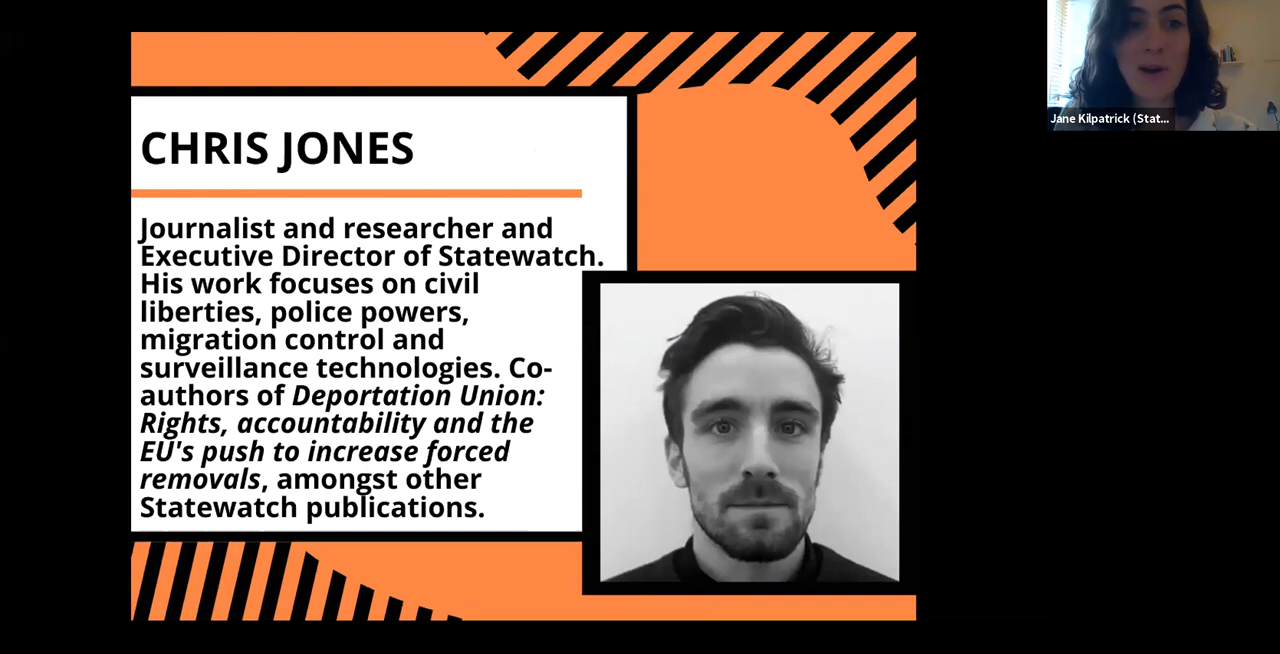 CHRIS JONES
Journalist and researcher and
Executive Director of Statewatch.
His work focuses on civil
liberties, police powers,
migration control and
surveillance technologies. Co-
authors of Deportation Union:
Rights, accountability and the
EU's push to increase forced
removals, amongst other
Statewatch publications.
Jane Kilpatrick (Stat...